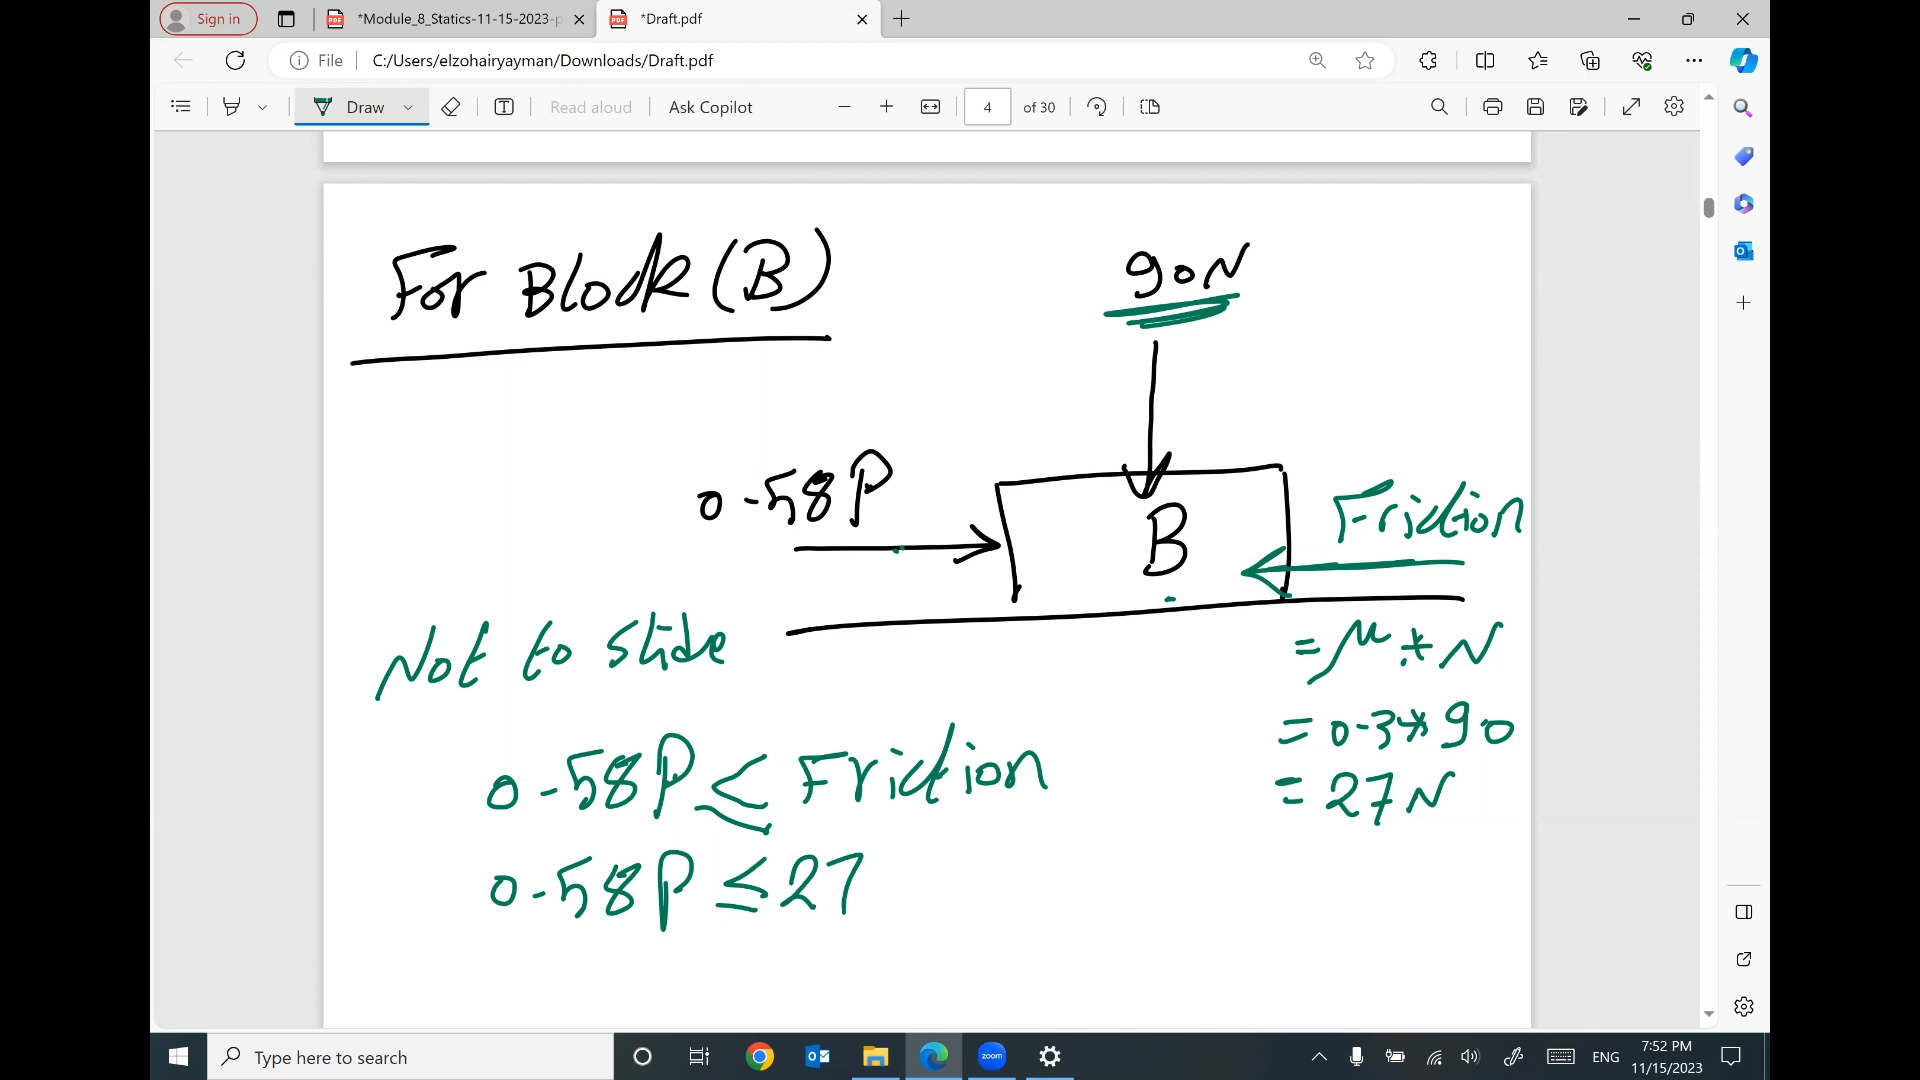 Sign in
*Module_8_Statics-11-15-2023-p
*Draft.pdf
File
C:/Users/elzohairyayman/Downloads/Draft.pdf
Draw
Read aloud
Ask Copilot
4
of 30
For Block (B)
90N
0.58P
B
Friction
= μ * N
= 0.3 * 90
= 27N
Not to slide
0.58P ≤ Friction
0.58P ≤ 27
Type here to search
zoom
ENG
7:52 PM
11/15/2023